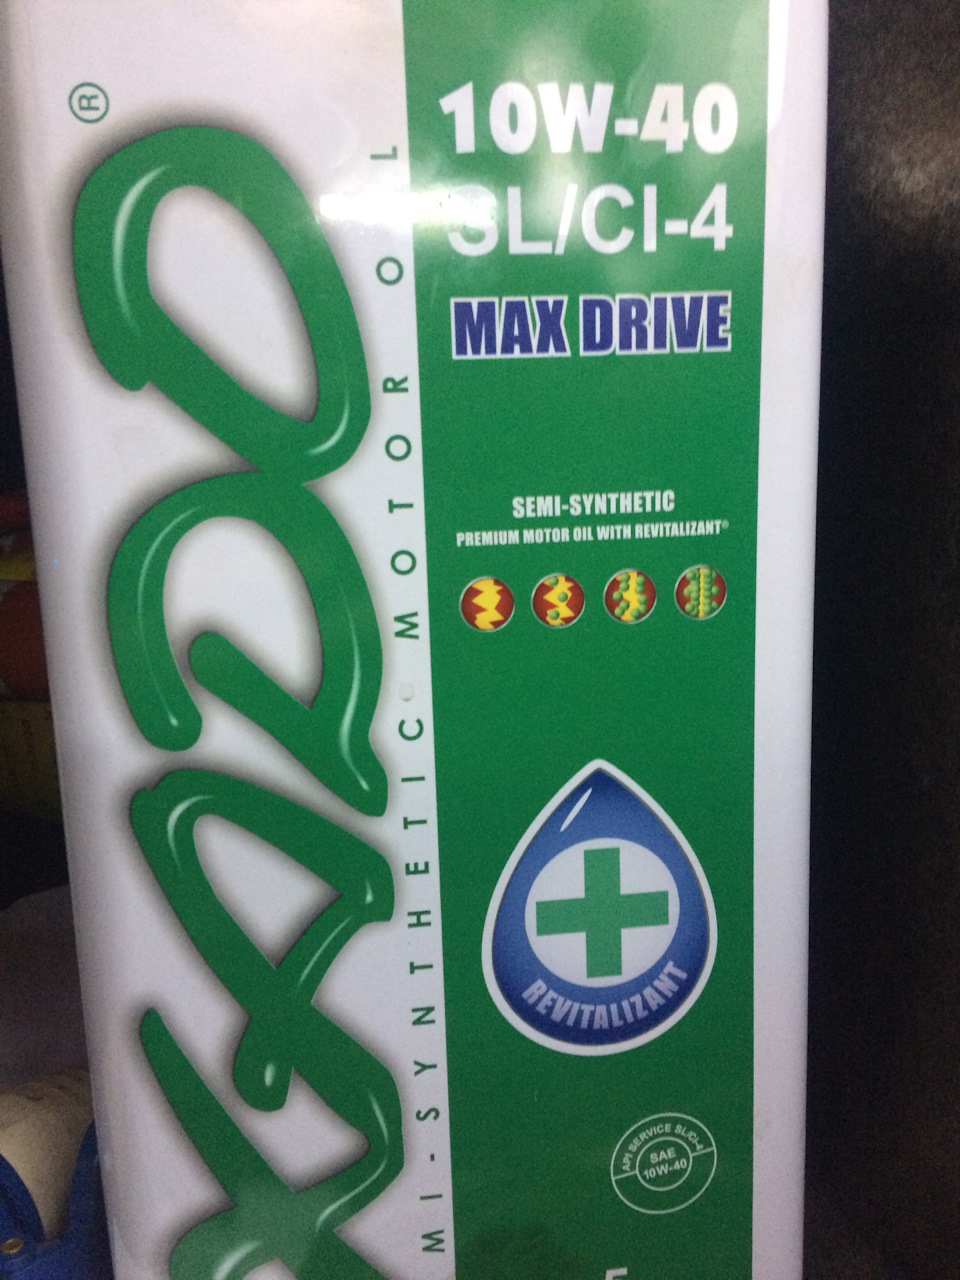 XADO®
MI-SYNTHETIC MOTOR OIL
10W-40
SL/CI-4
MAX DRIVE
SEMI-SYNTHETIC
PREMIUM MOTOR OIL WITH REVITALIZANT®
REVITALIZANT
API SERVICE SL/CI-4
SAE
10W-40